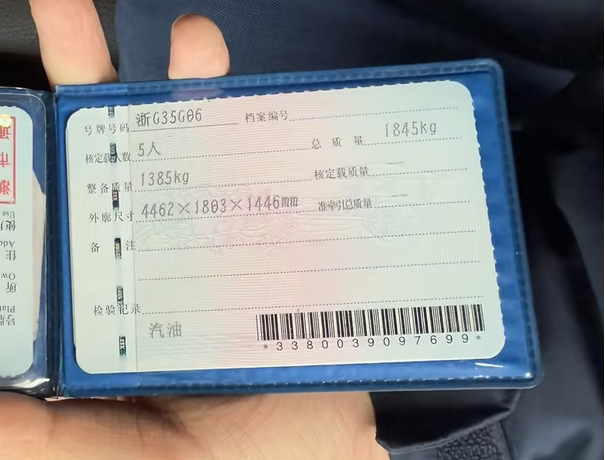 号牌号码 浙G35G06 档案编号
核定载人数 5人 总质量 1845kg
整备质量 1385kg 核定载质量 —
外廓尺寸 4462×1803×1446mm 准牵引总质量 —
备注
检验记录
汽油
*3380039097699*